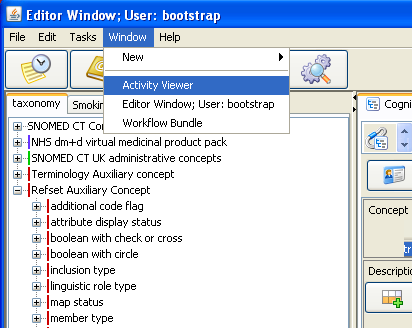 Editor Window; User: bootstrap
File Edit Tasks Window Help
New
Activity Viewer
Editor Window; User: bootstrap
Workflow Bundle
taxonomy
Cogni
SNOMED CT Co
NHS dm+d virtual medicinal product pack
SNOMED CT UK administrative concepts
Terminology Auxiliary concept
Refset Auxiliary Concept
additional code flag
attribute display status
boolean with check or cross
boolean with circle
inclusion type
linguistic role type
map status
member type
Concept
Description